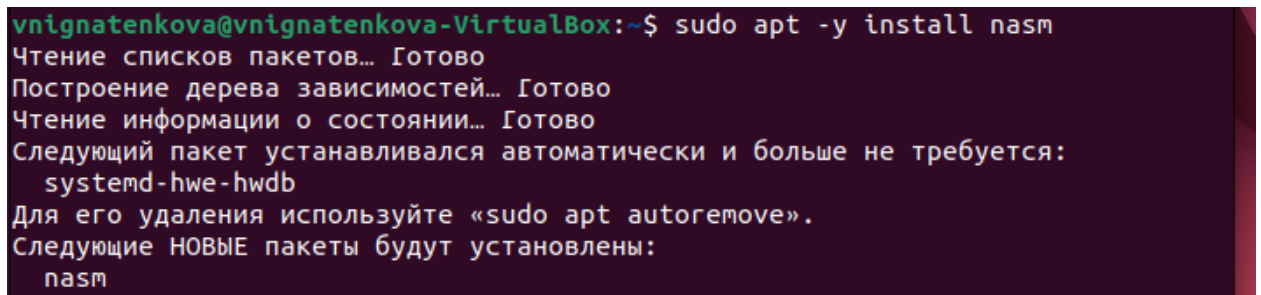 vnignatenkova@vnignatenkova-VirtualBox:~$ sudo apt -y install nasm
Чтение списков пакетов… Готово
Построение дерева зависимостей… Готово
Чтение информации о состоянии… Готово
Следующий пакет устанавливался автоматически и больше не требуется:
  systemd-hwe-hwdb
Для его удаления используйте «sudo apt autoremove».
Следующие НОВЫЕ пакеты будут установлены:
  nasm